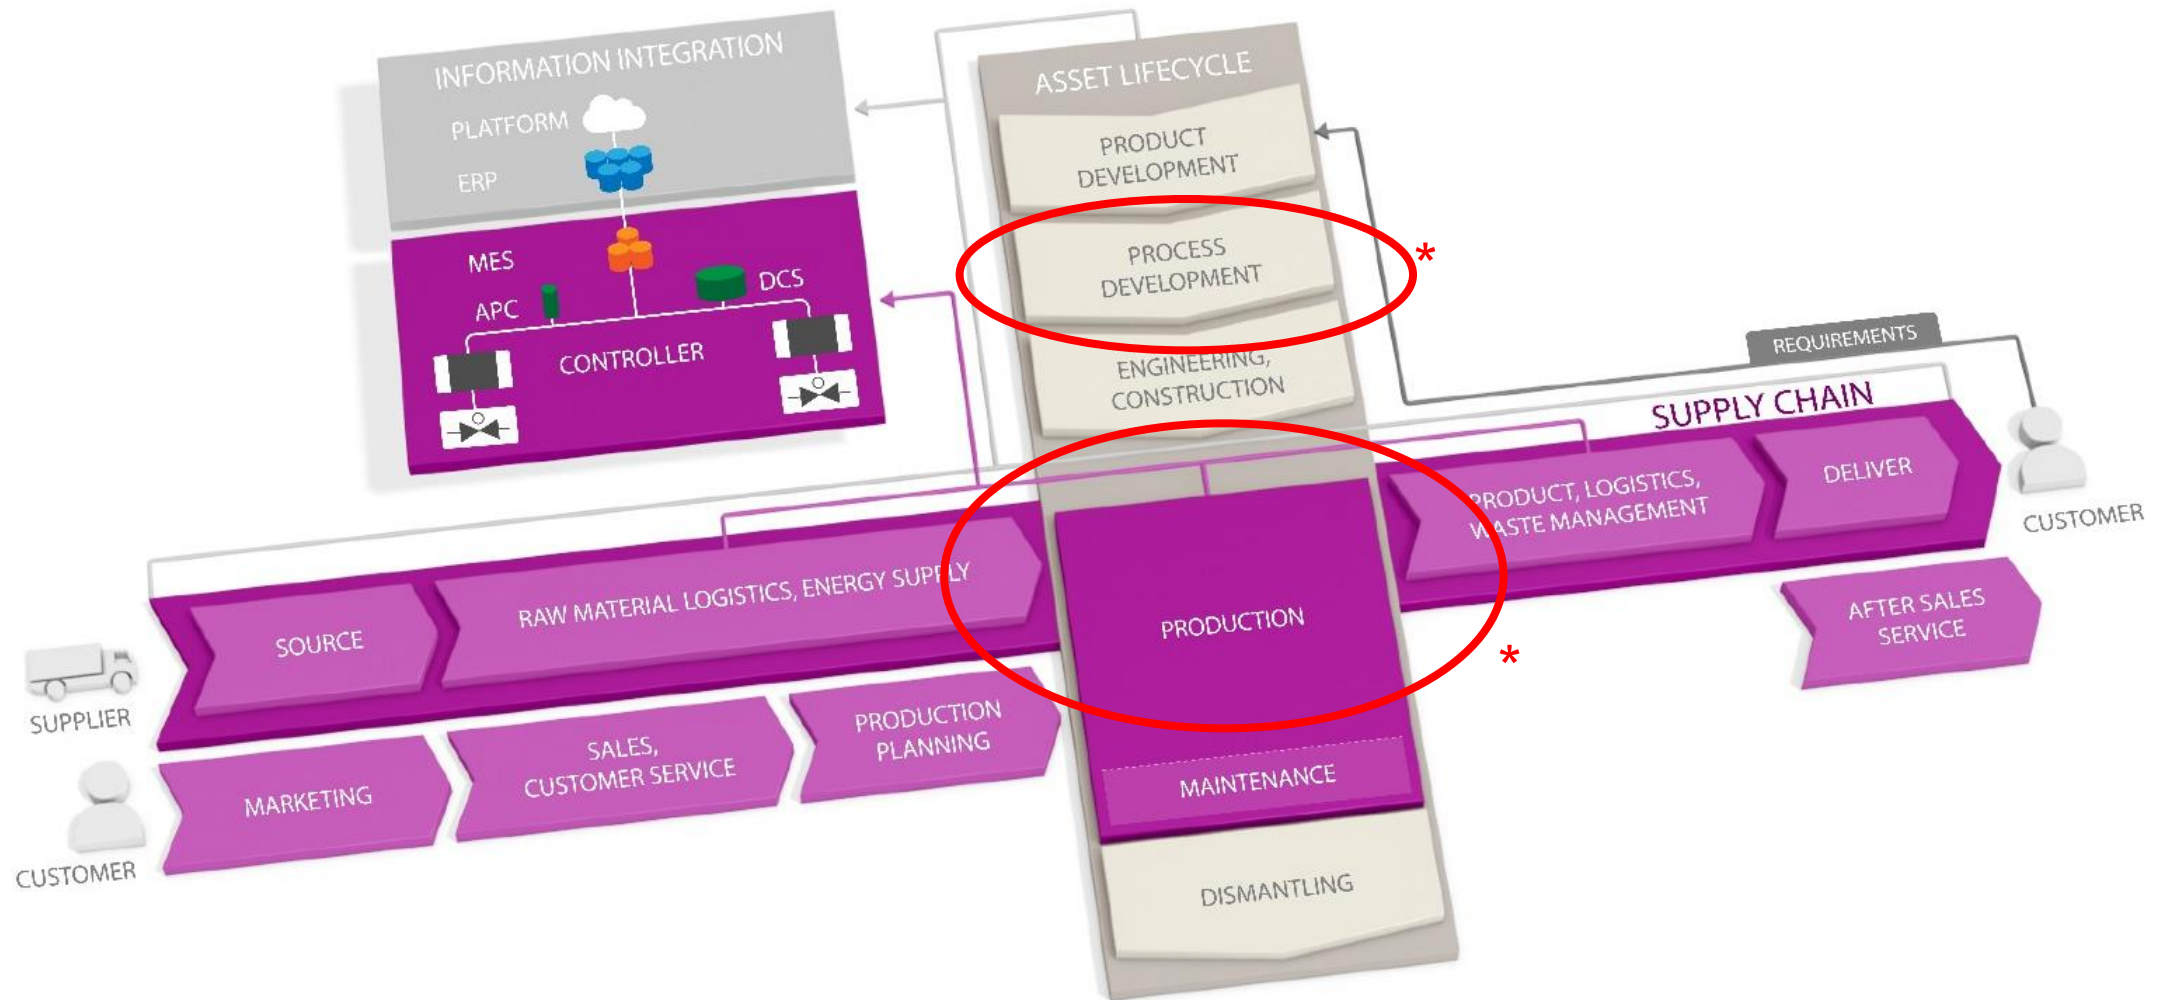 INFORMATION INTEGRATION
PLATFORM
ERP
MES
APC
DCS
CONTROLLER
ASSET LIFECYCLE
PRODUCT
DEVELOPMENT
PROCESS
DEVELOPMENT
*
ENGINEERING,
CONSTRUCTION
REQUIREMENTS
SUPPLY CHAIN
SOURCE
RAW MATERIAL LOGISTICS, ENERGY SUPPLY
PRODUCTION
*
MAINTENANCE
DISMANTLING
PRODUCT, LOGISTICS,
WASTE MANAGEMENT
DELIVER
CUSTOMER
AFTER SALES
SERVICE
SUPPLIER
CUSTOMER
MARKETING
SALES,
CUSTOMER SERVICE
PRODUCTION
PLANNING